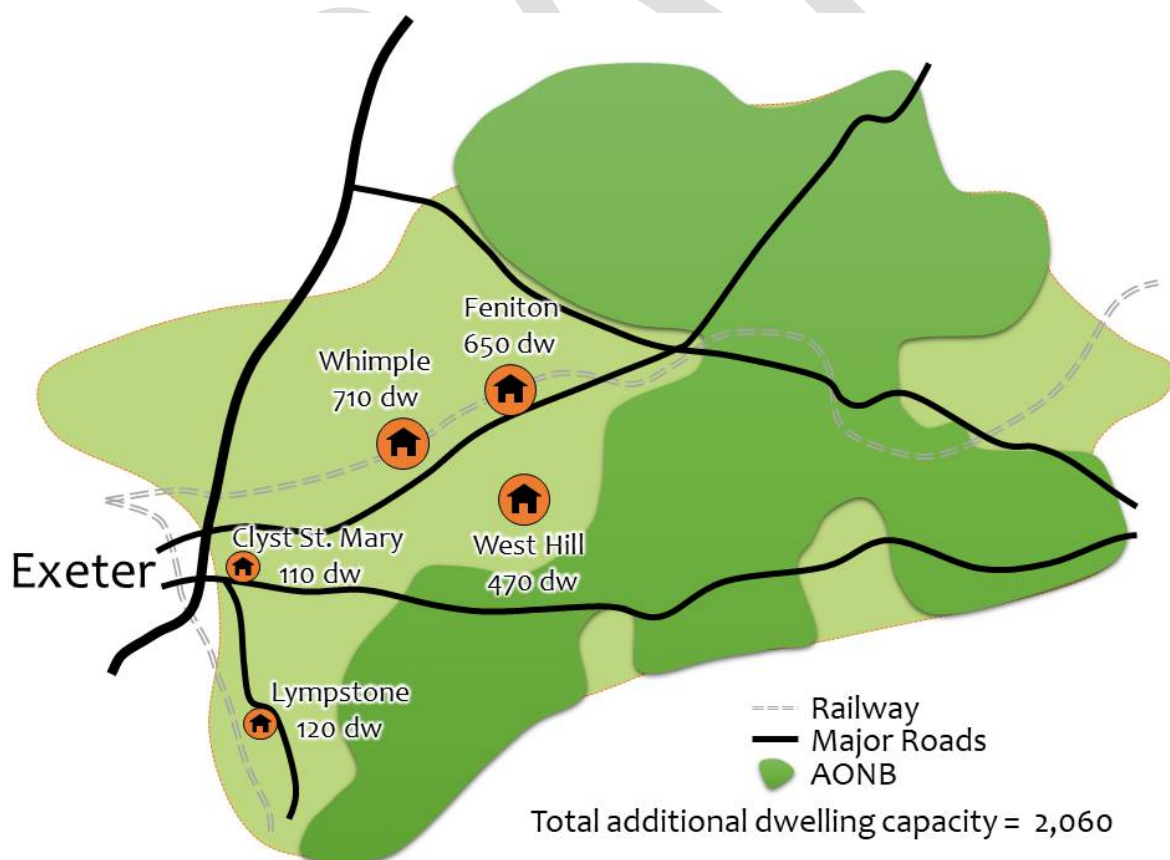 Feniton
650 dw
Whimple
710 dw
Clyst St. Mary
110 dw
West Hill
470 dw
Exeter
Lympstone
120 dw
Railway
Major Roads
AONB
Total additional dwelling capacity = 2,060